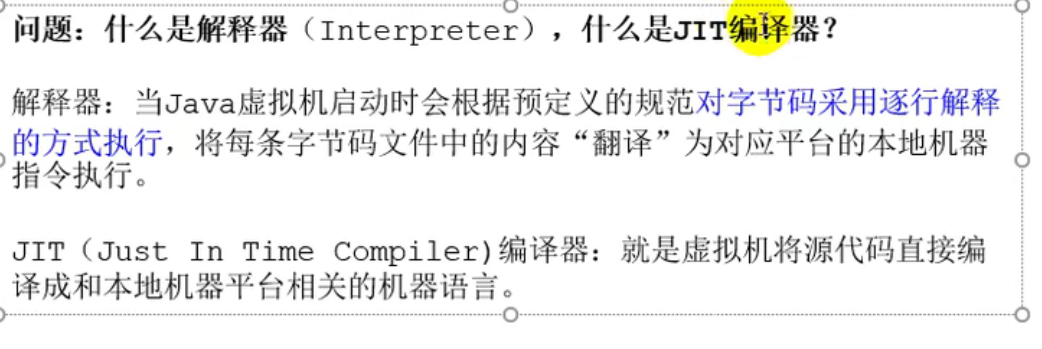 问题：什么是解释器（Interpreter），什么是JIT编译器？
解释器：当Java虚拟机启动时会根据预定义的规范对字节码采用逐行解释
的方式执行，将每条字节码文件中的内容“翻译”为对应平台的本地机器
指令执行。
JIT（Just In Time Compiler)编译器：就是虚拟机将源代码直接编
译成和本地机器平台相关的机器语言。